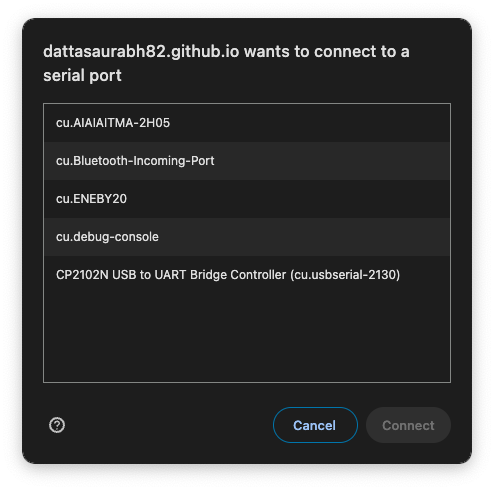 dattasaurabh82.github.io wants to connect to a
serial port
cu.AIAIAITMA-2H05
cu.Bluetooth-Incoming-Port
cu.ENEBY20
cu.debug-console
CP2102N USB to UART Bridge Controller (cu.usbserial-2130)
Cancel
Connect